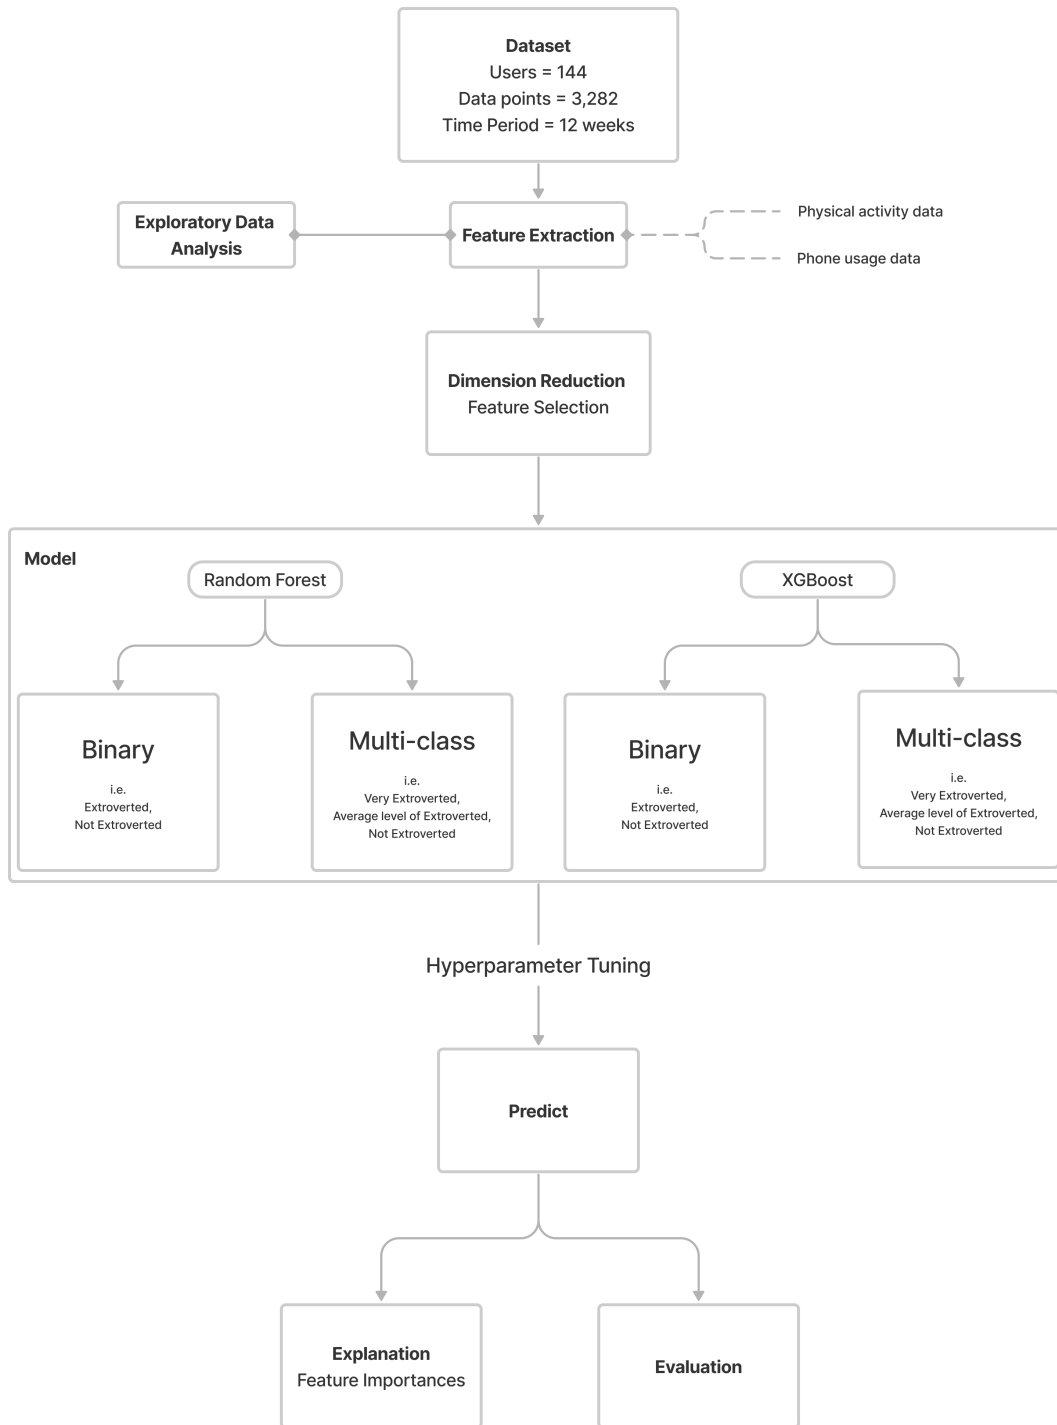 Dataset
Users = 144
Data points = 3,282
Time Period = 12 weeks
Exploratory Data
Analysis
Feature Extraction
Physical activity data
Phone usage data
Dimension Reduction
Feature Selection
Model
Random Forest
XGBoost
Binary
i.e.
Extroverted,
Not Extroverted
Multi-class
i.e.
Very Extroverted,
Average level of Extroverted,
Not Extroverted
Binary
i.e.
Extroverted,
Not Extroverted
Multi-class
i.e.
Very Extroverted,
Average level of Extroverted,
Not Extroverted
Hyperparameter Tuning
Predict
Explanation
Feature Importances
Evaluation